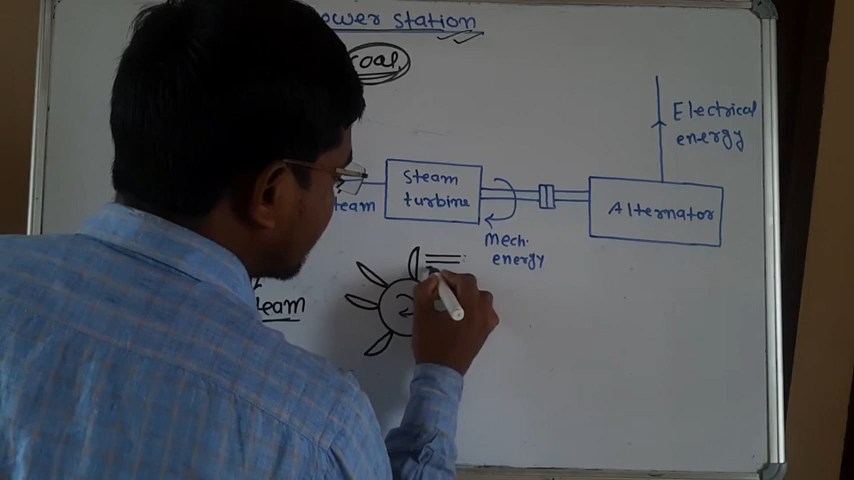 ower station
coal
Electrical
energy
Steam
turbine
Alternator
team
Mech.
energy
team